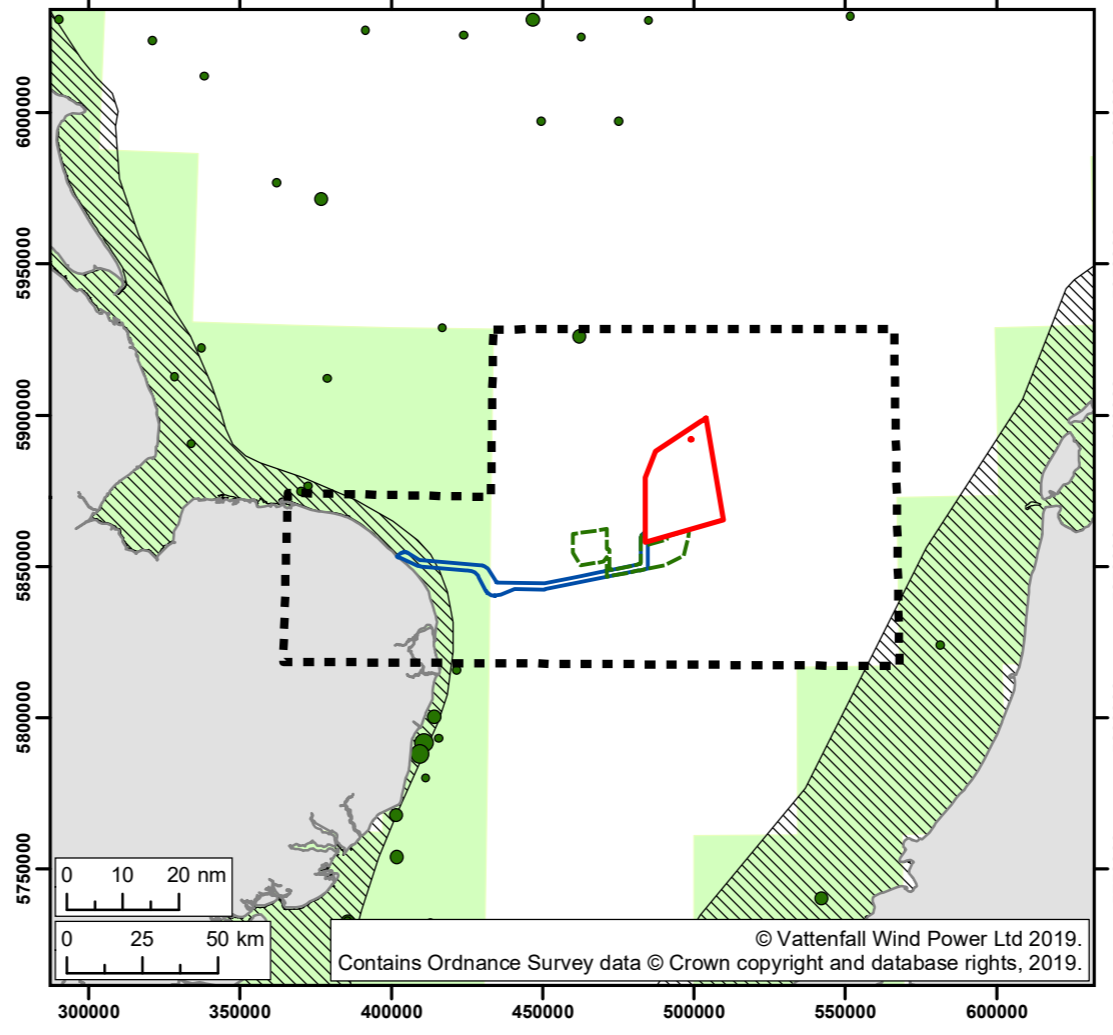 6000000
5950000
5900000
5850000
5800000
5750000
0 10 20 nm
0 25 50 km
© Vattenfall Wind Power Ltd 2019.
Contains Ordnance Survey data © Crown copyright and database rights, 2019.
300000 350000 400000 450000 500000 550000 600000